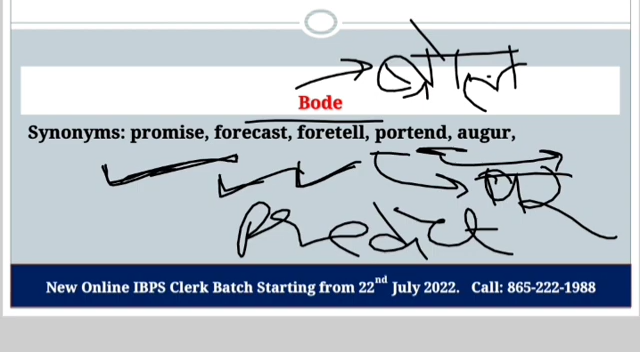 Bode
Synonyms: promise, forecast, foretell, portend, augur,
Predict
New Online IBPS Clerk Batch Starting from 22nd July 2022. Call: 865-222-1988